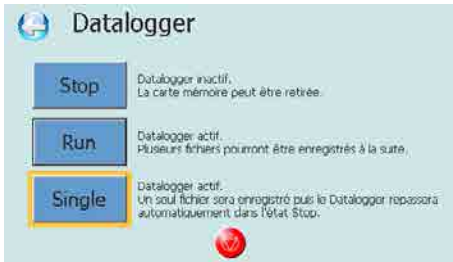 Datalogger
Stop
Datalogger inactif.
La carte mémoire peut être retirée.
Run
Datalogger actif.
Plusieurs fichiers pourront être enregistrés à la suite.
Single
Datalogger actif.
Un seul fichier sera enregistré puis le Datalogger repassera
automatiquement dans l'état Stop.